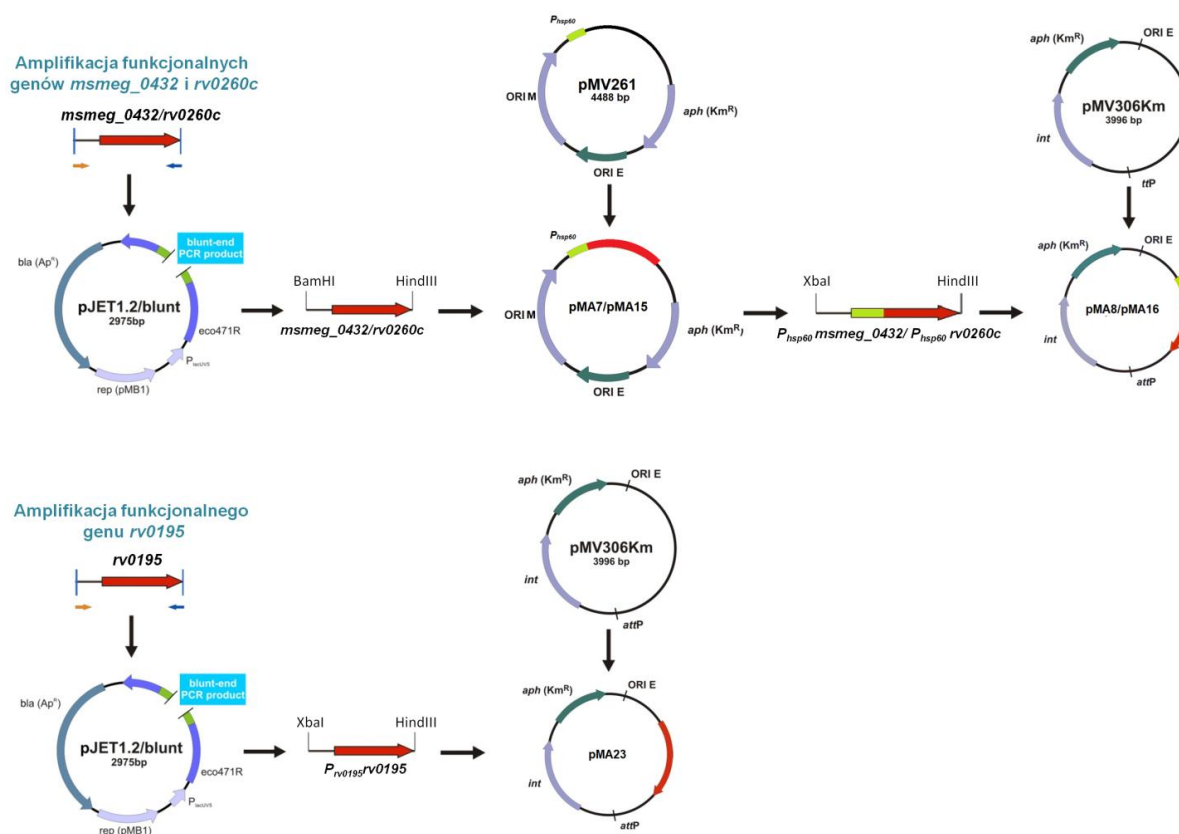 Amplifikacja funkcjonalnych
genów msmeg_0432 i rv0260c
msmeg_0432/rv0260c
bla (Apᴿ)
blunt-end
PCR product
pJET1.2/blunt
2975bp
eco471R
PlacUV5
rep (pMB1)
BamHI
HindIII
msmeg_0432/rv0260c
Phsp60
pMV261
4488 bp
ORI M
aph (Kmᴿ)
ORI E
Phsp60
ORI M
pMA7/pMA15
aph (Kmᴿ)
ORI E
XbaI
HindIII
Phsp60 msmeg_0432/ Phsp60 rv0260c
ORI E
aph (Kmᴿ)
pMV306Km
3996 bp
int
ttP
ORI E
aph (Kmᴿ)
pMA8/pMA16
int
attP
Amplifikacja funkcjonalnego
genu rv0195
rv0195
bla (Apᴿ)
blunt-end
PCR product
pJET1.2/blunt
2975bp
eco471R
PlacUV5
rep (pMB1)
XbaI
HindIII
Prv0195rv0195
aph (Kmᴿ)
ORI E
pMV306Km
3996 bp
int
attP
aph (Kmᴿ)
ORI E
pMA23
int
attP